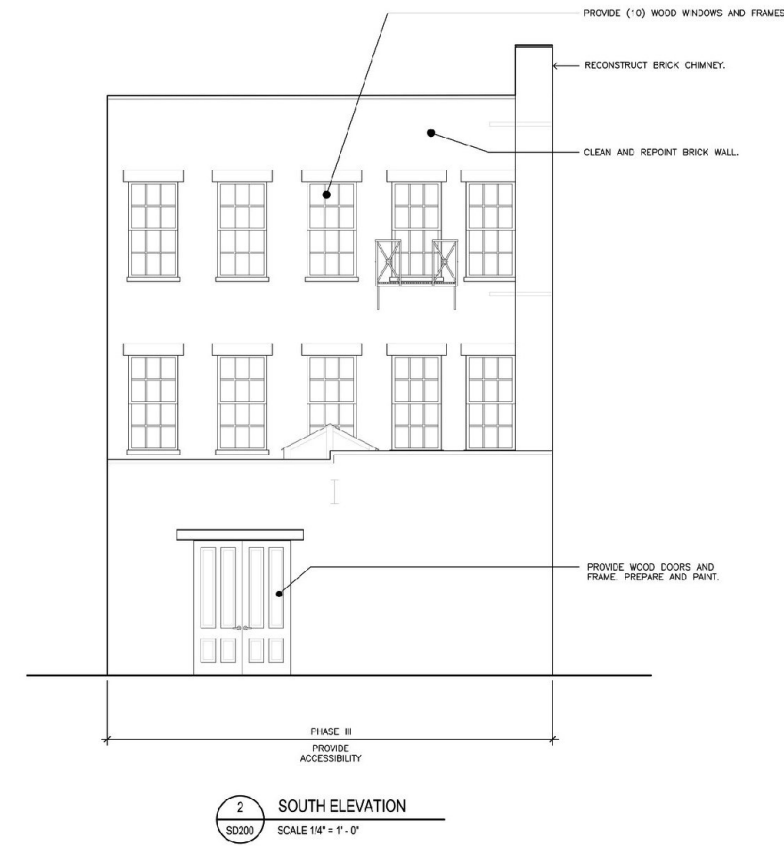 PROVIDE (10) WOOD WINDOWS AND FRAMES
RECONSTRUCT BRICK CHIMNEY.
CLEAN AND REPOINT BRICK WALL.
PROVIDE WOOD DOORS AND
FRAME. PREPARE AND PAINT.
PHASE III
PROVIDE
ACCESSIBILITY
2
SOUTH ELEVATION
SD200
SCALE 1/4" = 1' - 0"